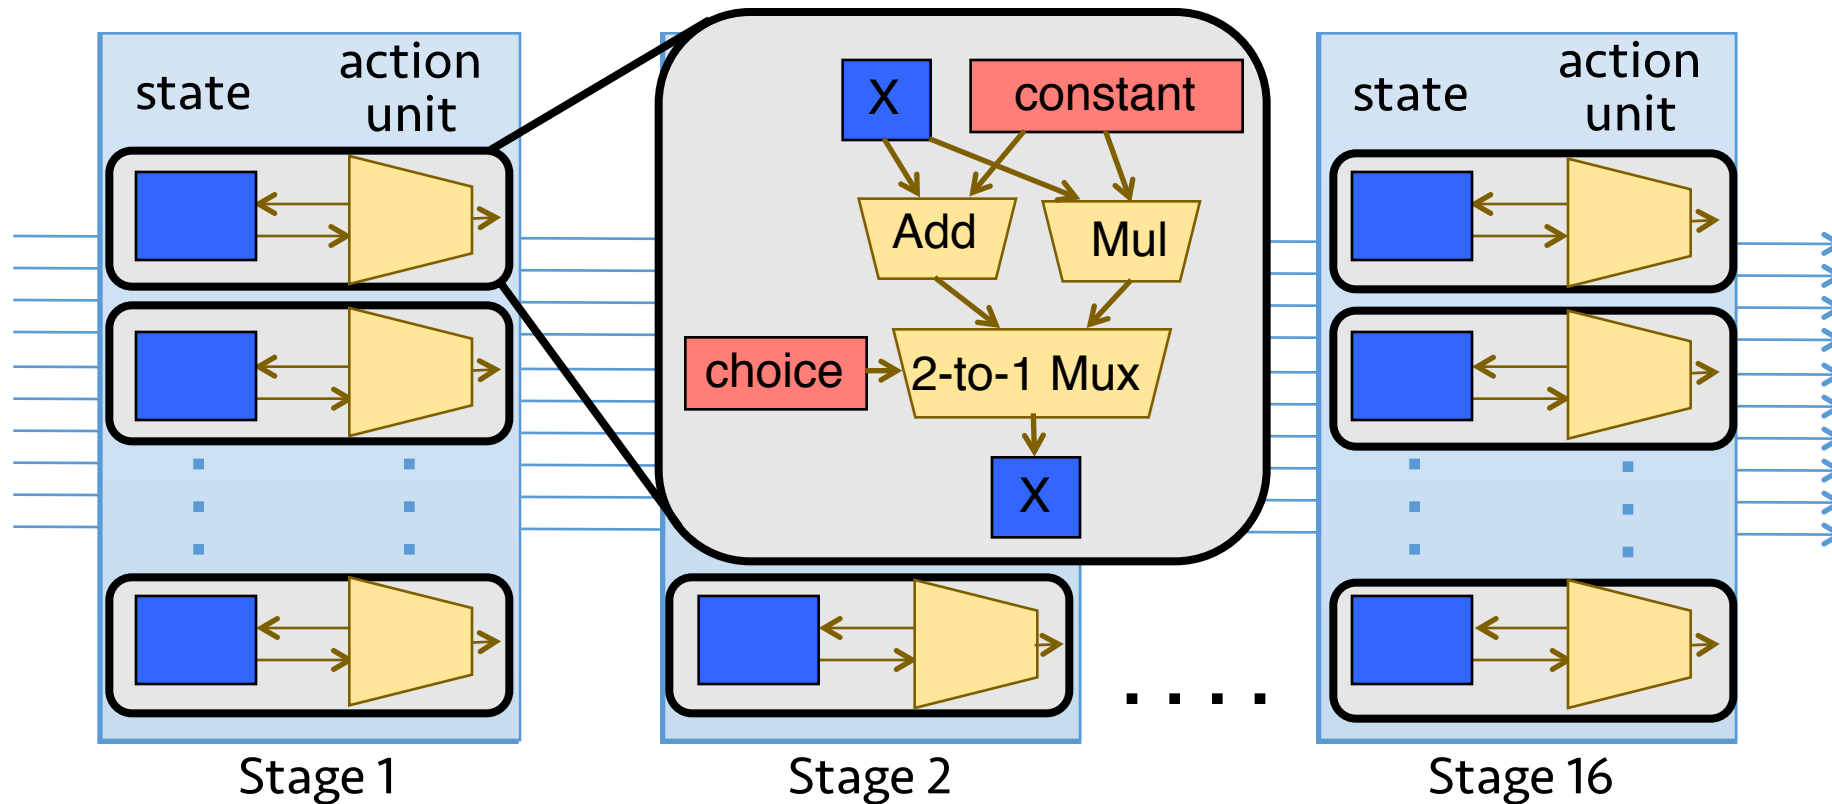 state
action
unit
X
constant
Add
Mul
choice
2-to-1 Mux
X
state
action
unit
. . . .
Stage 1
Stage 2
Stage 16